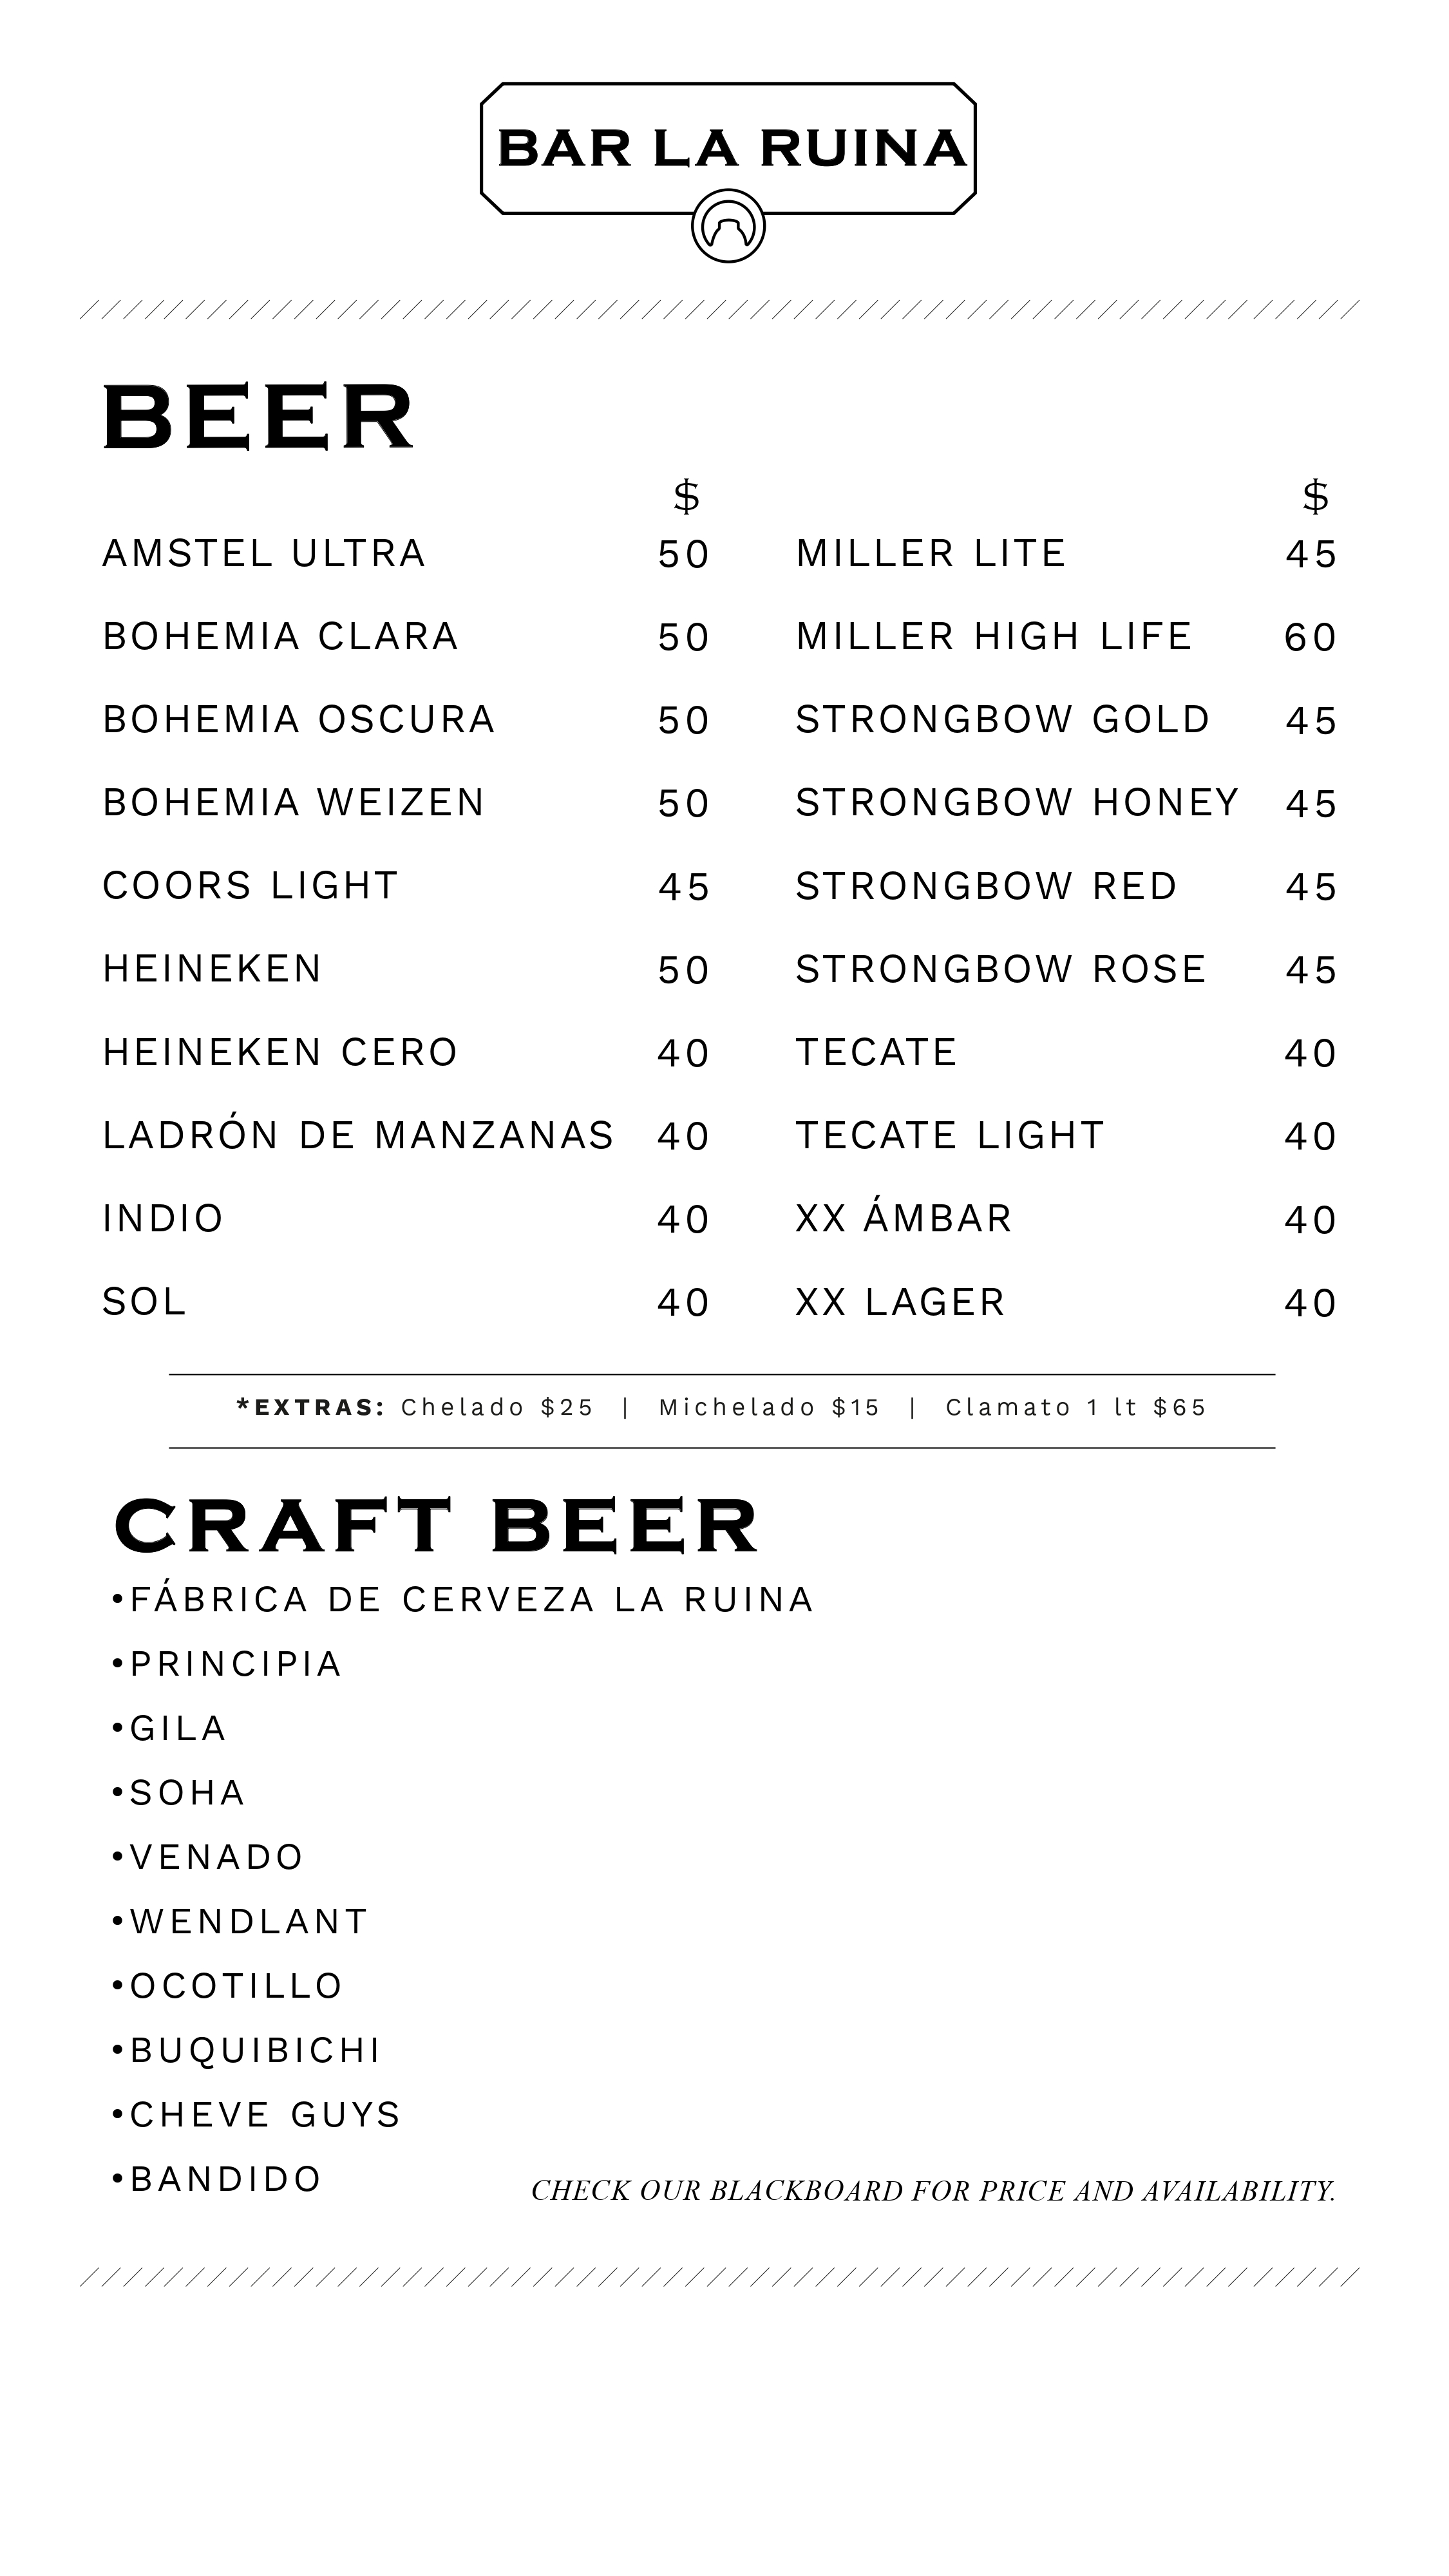 BAR LA RUINA
BEER
$
AMSTEL ULTRA 50
BOHEMIA CLARA 50
BOHEMIA OSCURA 50
BOHEMIA WEIZEN 50
COORS LIGHT 45
HEINEKEN 50
HEINEKEN CERO 40
LADRÓN DE MANZANAS 40
INDIO 40
SOL 40
$
MILLER LITE 45
MILLER HIGH LIFE 60
STRONGBOW GOLD 45
STRONGBOW HONEY 45
STRONGBOW RED 45
STRONGBOW ROSE 45
TECATE 40
TECATE LIGHT 40
XX ÁMBAR 40
XX LAGER 40
*EXTRAS: Chelado $25 | Michelado $15 | Clamato 1 lt $65
CRAFT BEER
•FÁBRICA DE CERVEZA LA RUINA
•PRINCIPIA
•GILA
•SOHA
•VENADO
•WENDLANT
•OCOTILLO
•BUQUIBICHI
•CHEVE GUYS
•BANDIDO
CHECK OUR BLACKBOARD FOR PRICE AND AVAILABILITY.